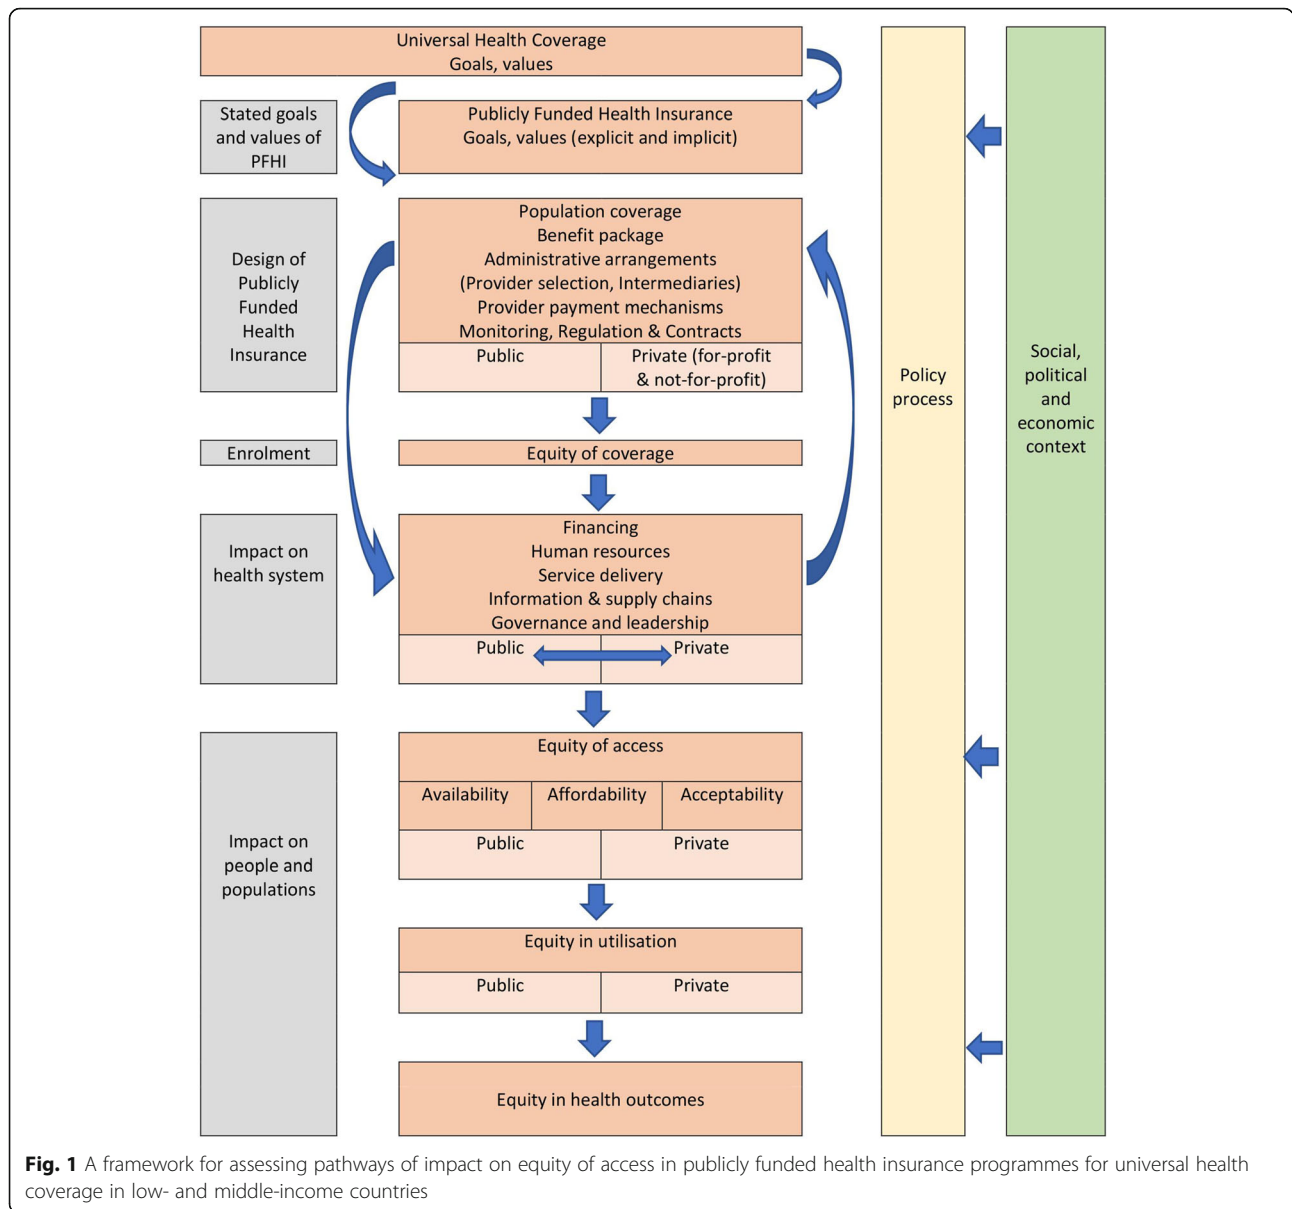 Universal Health Coverage
Goals, values
Stated goals
and values of
PFHI
Publicly Funded Health Insurance
Goals, values (explicit and implicit)
Design of
Publicly
Funded
Health
Insurance
Population coverage
Benefit package
Administrative arrangements
(Provider selection, Intermediaries)
Provider payment mechanisms
Monitoring, Regulation & Contracts
Public
Private (for-profit
& not-for-profit)
Enrolment
Equity of coverage
Impact on
health system
Financing
Human resources
Service delivery
Information & supply chains
Governance and leadership
Public
Private
Impact on
people and
populations
Equity of access
Availability
Affordability
Acceptability
Public
Private
Equity in utilisation
Public
Private
Equity in health outcomes
Policy
process
Social,
political
and
economic
context
Fig. 1 A framework for assessing pathways of impact on equity of access in publicly funded health insurance programmes for universal health
coverage in low- and middle-income countries